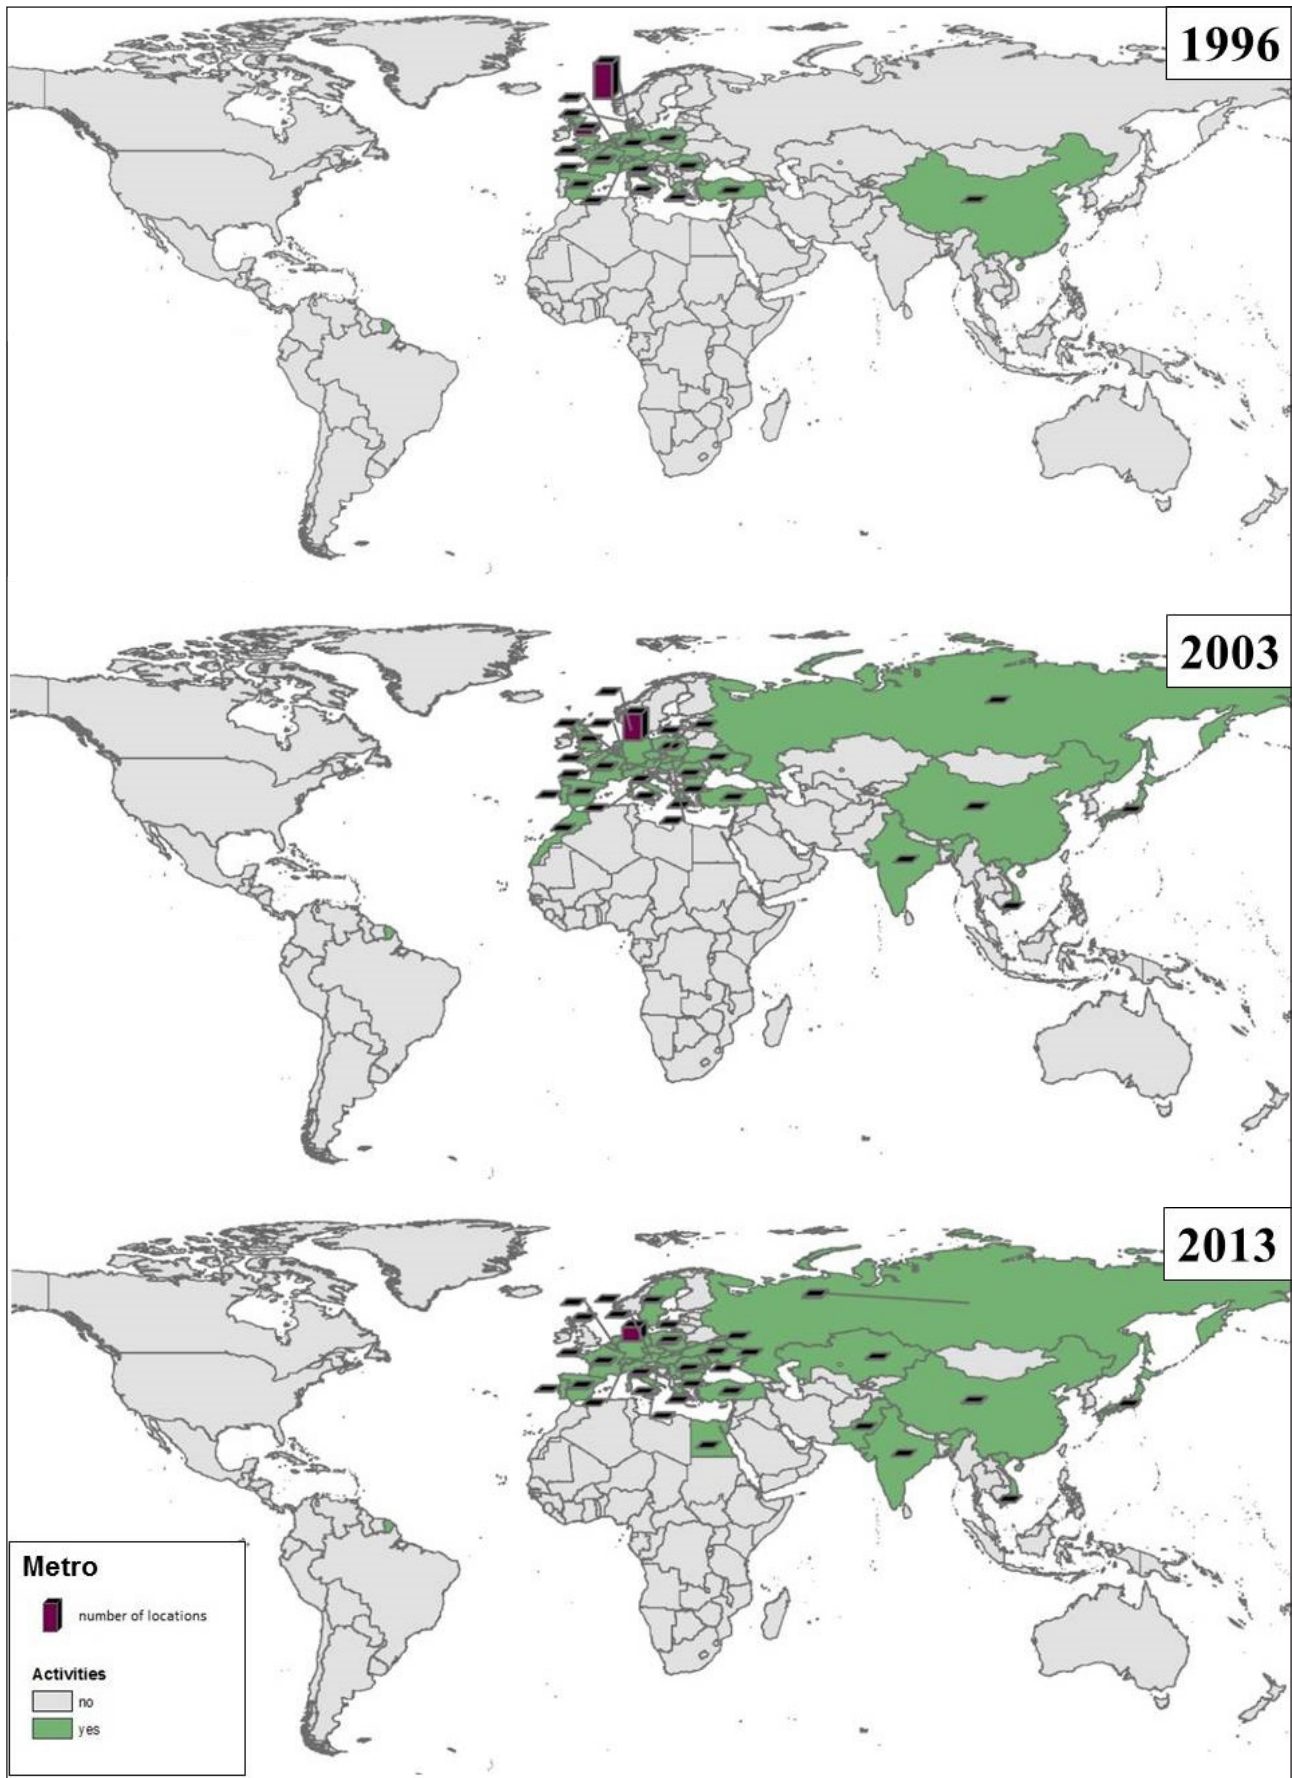 1996
2003
2013
Metro
number of locations
Activities
no
yes